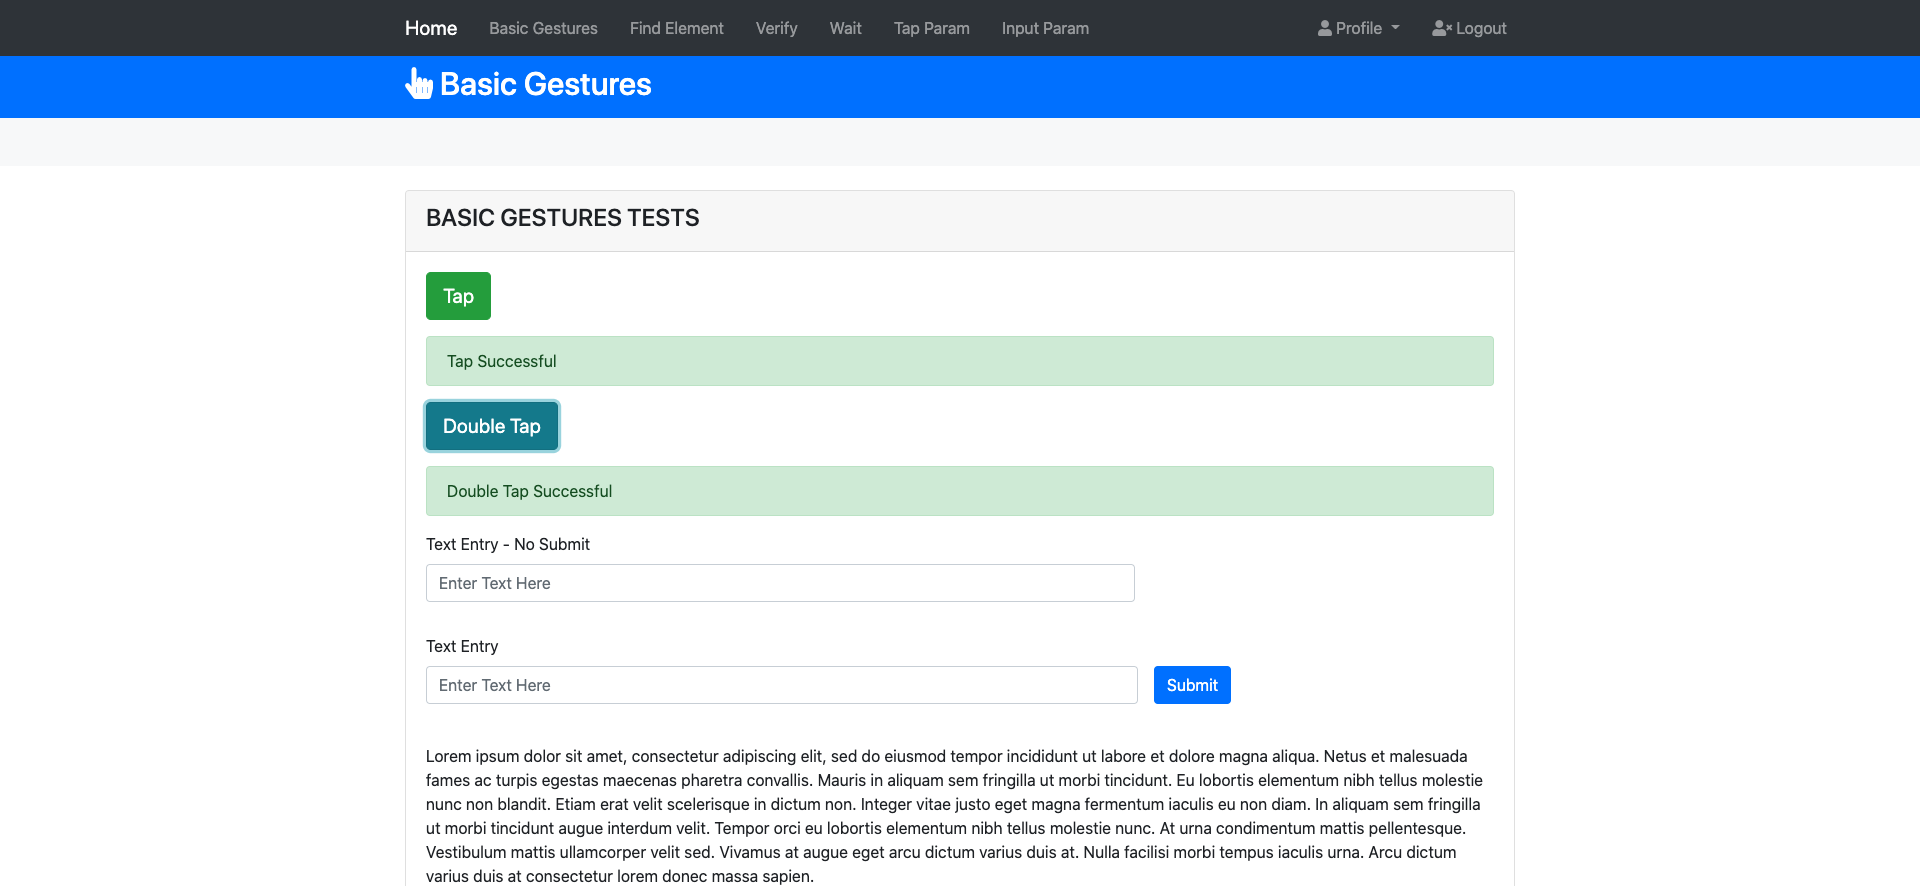 Home Basic Gestures Find Element Verify Wait Tap Param Input Param Profile Logout
Basic Gestures
BASIC GESTURES TESTS
Tap
Tap Successful
Double Tap
Double Tap Successful
Text Entry - No Submit
Enter Text Here
Text Entry
Enter Text Here Submit
Lorem ipsum dolor sit amet, consectetur adipiscing elit, sed do eiusmod tempor incididunt ut labore et dolore magna aliqua. Netus et malesuada
fames ac turpis egestas maecenas pharetra convallis. Mauris in aliquam sem fringilla ut morbi tincidunt. Eu lobortis elementum nibh tellus molestie
nunc non blandit. Etiam erat velit scelerisque in dictum non. Integer vitae justo eget magna fermentum iaculis eu non diam. In aliquam sem fringilla
ut morbi tincidunt augue interdum velit. Tempor orci eu lobortis elementum nibh tellus molestie nunc. At urna condimentum mattis pellentesque.
Vestibulum mattis ullamcorper velit sed. Vivamus at augue eget arcu dictum varius duis at. Nulla facilisi morbi tempus iaculis urna. Arcu dictum
varius duis at consectetur lorem donec massa sapien.